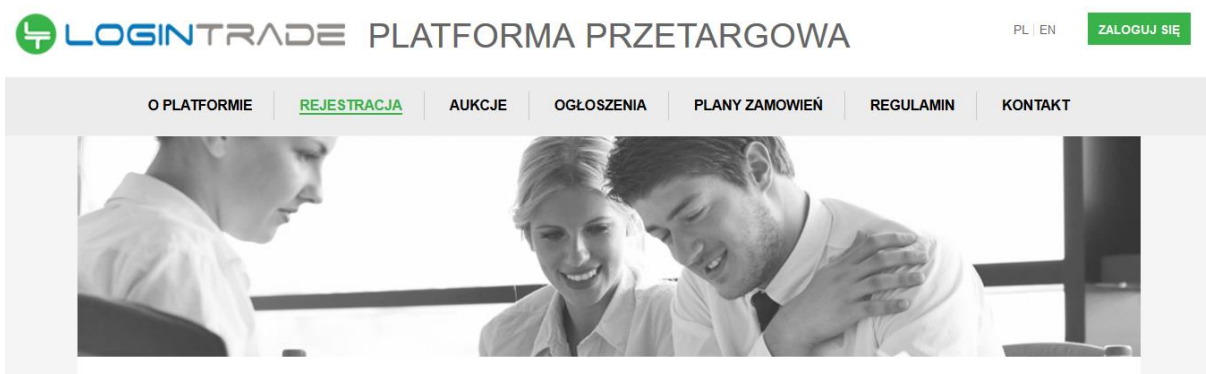 LOGINTRADE PLATFORMA PRZETARGOWA PL | EN ZALOGUJ SIĘ
O PLATFORMIE REJESTRACJA AUKCJE OGŁOSZENIA PLANY ZAMOWIEŃ REGULAMIN KONTAKT